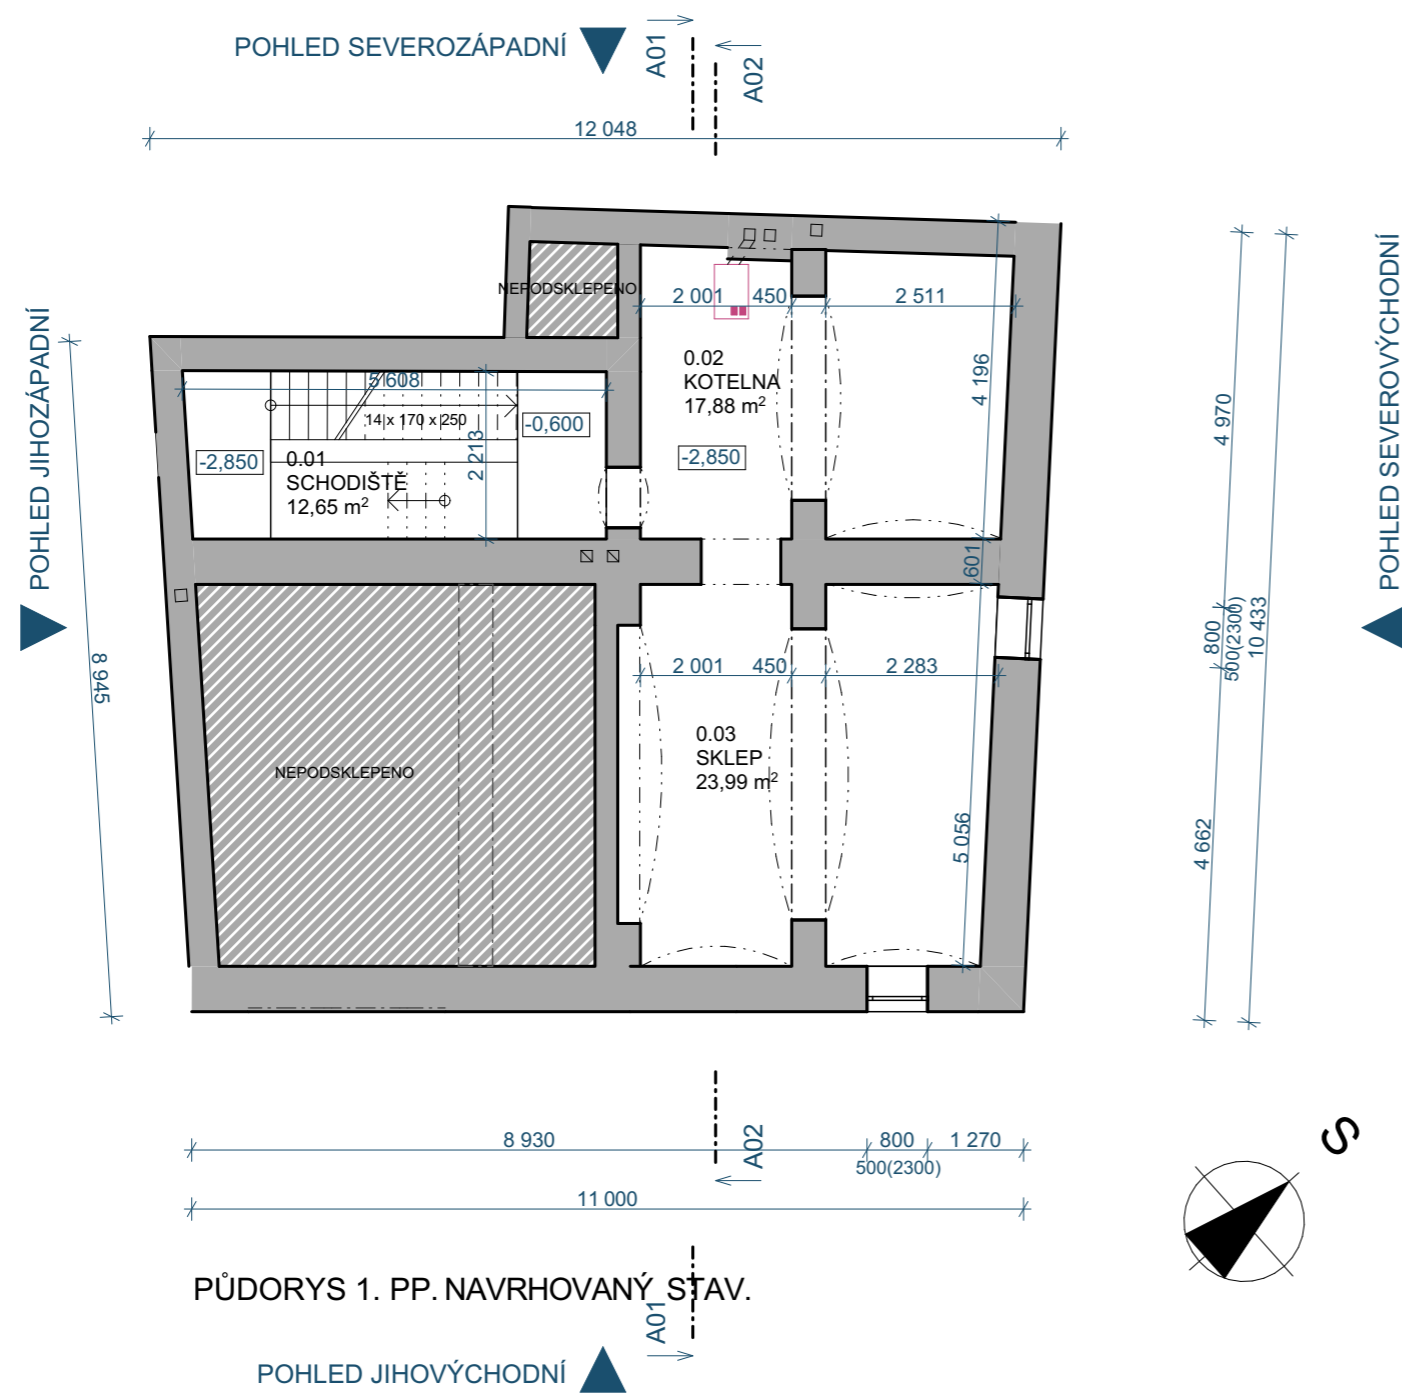 POHLED SEVEROZÁPADNÍ
A01
A02
12 048
NEPODSKLEPENO
2 001
450
2 511
0.02
KOTELNA
17,88 m²
-2,850
4 196
5 608
14 x 170 x 250
-0,600
2 213
-2,850
0.01
SCHODIŠTĚ
12,65 m²
POHLED JIHOZÁPADNÍ
8 945
601
2 001
450
2 283
0.03
SKLEP
23,99 m²
NEPODSKLEPENO
5 056
4 970
800
500(2300)
10 433
4 662
POHLED SEVEROVÝCHODNÍ
8 930
800
1 270
500(2300)
A02
11 000
S
PŮDORYS 1. PP. NAVRHOVANÝ STAV.
A01
POHLED JIHOVÝCHODNÍ